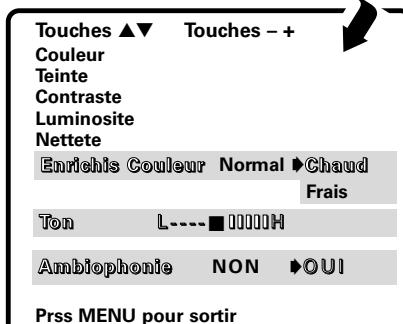 Touches ▲▼ Touches – +
Couleur
Teinte
Contraste
Luminosite
Nettete
Enrichis Couleur Normal ➧Chaud
Frais
Ton L----■IIIIIIH
Ambiophonie NON ➧OUI
Prss MENU pour sortir